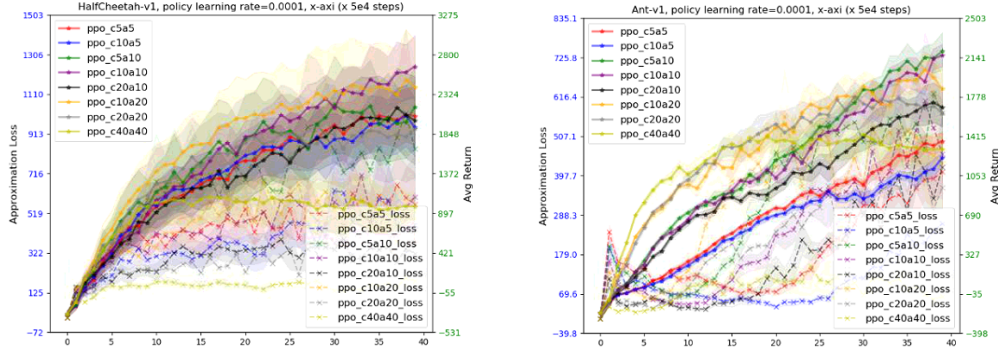 HalfCheetah-v1, policy learning rate=0.0001, x-axi (x 5e4 steps)
1503
1306
1110
913
716
519
322
125
−72
Approximation Loss
ppo_c5a5
ppo_c10a5
ppo_c5a10
ppo_c10a10
ppo_c20a10
ppo_c10a20
ppo_c20a20
ppo_c40a40
ppo_c5a5_loss
ppo_c10a5_loss
ppo_c5a10_loss
ppo_c10a10_loss
ppo_c20a10_loss
ppo_c10a20_loss
ppo_c20a20_loss
ppo_c40a40_loss
3275
2800
2324
1848
1372
897
421
−55
−531
Avg Return
0 5 10 15 20 25 30 35 40
Ant-v1, policy learning rate=0.0001, x-axi (x 5e4 steps)
835.1
725.8
616.4
507.1
397.7
288.3
179.0
69.6
−39.8
Approximation Loss
ppo_c5a5
ppo_c10a5
ppo_c5a10
ppo_c10a10
ppo_c20a10
ppo_c10a20
ppo_c20a20
ppo_c40a40
ppo_c5a5_loss
ppo_c10a5_loss
ppo_c5a10_loss
ppo_c10a10_loss
ppo_c20a10_loss
ppo_c10a20_loss
ppo_c20a20_loss
ppo_c40a40_loss
2503
2141
1778
1415
1053
690
327
−35
−398
Avg Return
0 5 10 15 20 25 30 35 40